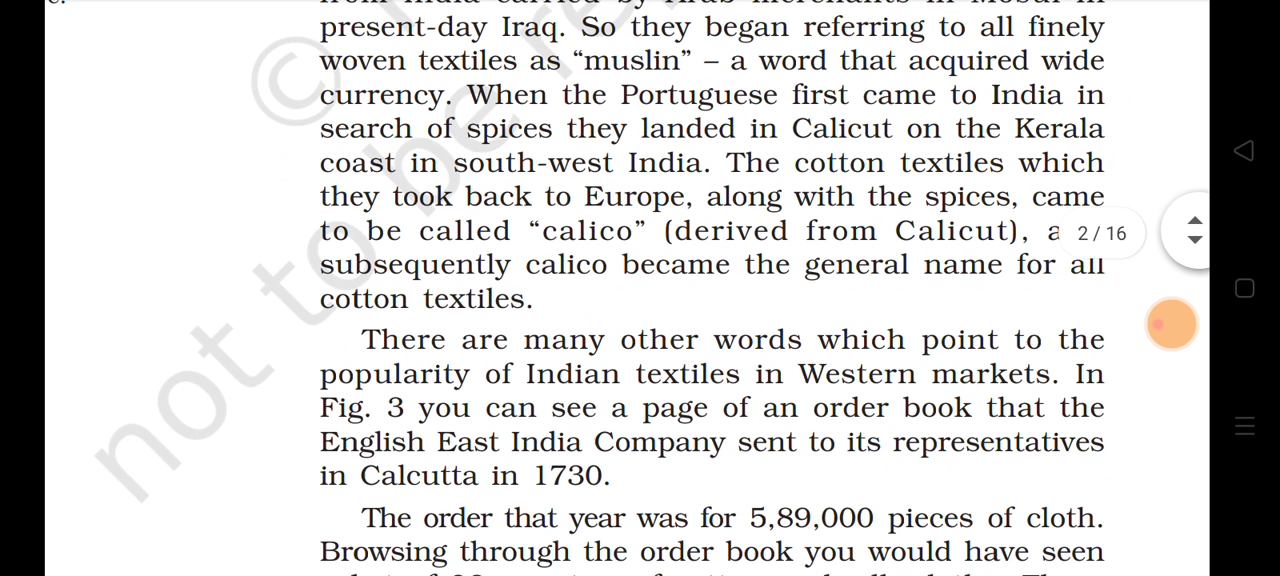 present-day Iraq. So they began referring to all finely
woven textiles as “muslin” – a word that acquired wide
currency. When the Portuguese first came to India in
search of spices they landed in Calicut on the Kerala
coast in south-west India. The cotton textiles which
they took back to Europe, along with the spices, came
to be called “calico” (derived from Calicut), a
2 / 16
subsequently calico became the general name for all
cotton textiles.
There are many other words which point to the
popularity of Indian textiles in Western markets. In
Fig. 3 you can see a page of an order book that the
English East India Company sent to its representatives
in Calcutta in 1730.
The order that year was for 5,89,000 pieces of cloth.
Browsing through the order book you would have seen
© not to be re